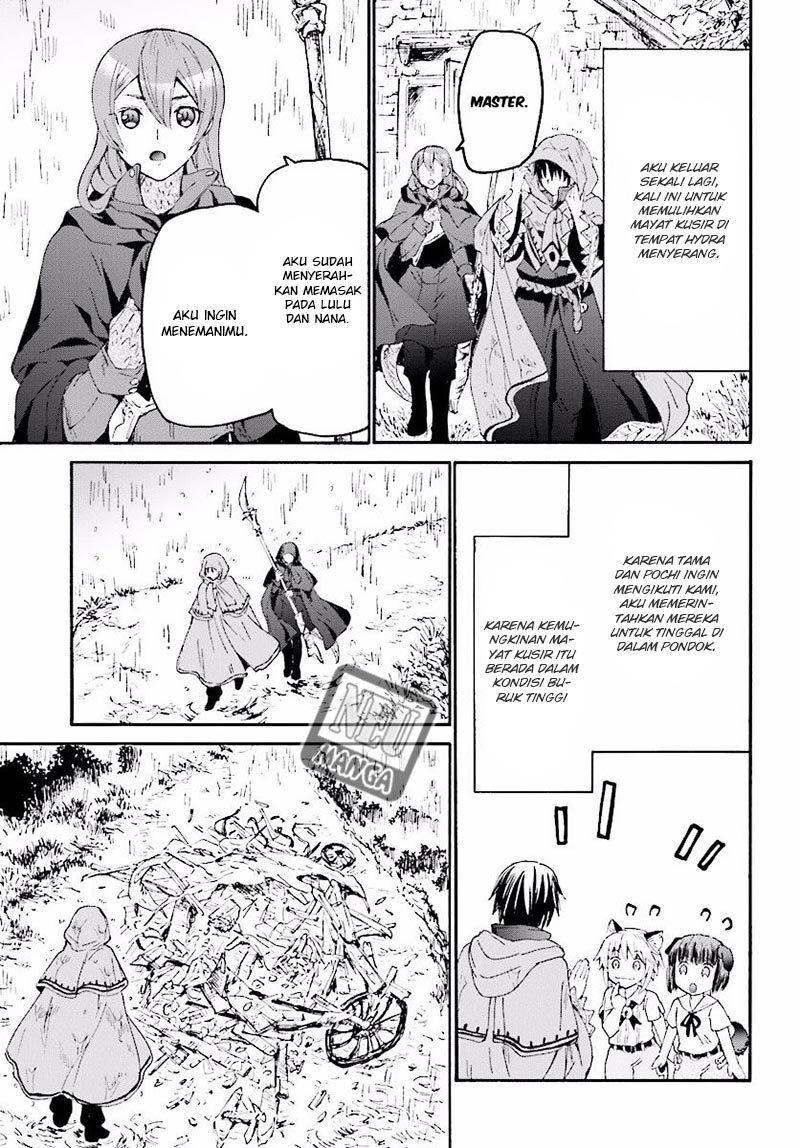 AKU KELUAR
SEKALI LAGI,
KALI INI UNTUK
MEMULIHKAN
MAYAT KUSIR DI
TEMPAT HYDRA
MENYERANG.
MASTER.
AKU SUDAH
MENYERAH-
KAN MEMASAK
PADA LULU
DAN NANA.
AKU INGIN
MENEMANIMU.
KARENA TAMA
DAN POCHI INGIN
MENGIKUTI KAMI,
AKU MEMERIN-
TAHKAN MEREKA
UNTUK TINGGAL DI
DALAM PONDOK.
KARENA KEMU-
NGKINAN MA-
YAT KUSIR ITU
BERADA DALAM
KONDISI BU-
RUK TINGGI
NEU
MANGA